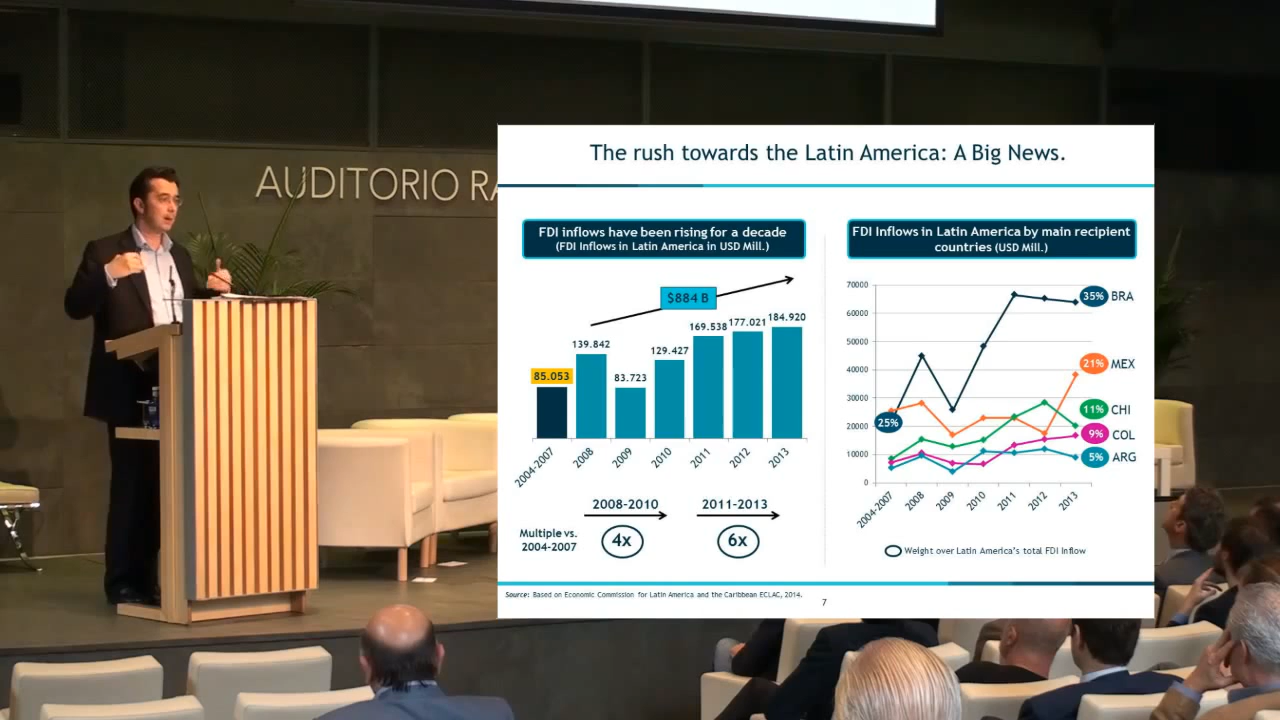 AUDITORIO
The rush towards the Latin America: A Big News.
FDI inflows have been rising for a decade
(FDI Inflows in Latin America in USD Mill.)
$884 B
85.053
139.842
83.723
129.427
169.538
177.021
184.920
2004-2007
2008
2009
2010
2011
2012
2013
2008-2010
2011-2013
Multiple vs.
2004-2007
4x
6x
FDI Inflows in Latin America by main recipient
countries (USD Mill.)
70000
60000
50000
40000
30000
20000
10000
0
25%
35% BRA
21% MEX
11% CHI
9% COL
5% ARG
2004-2007
2008
2009
2010
2011
2012
2013
Weight over Latin America's total FDI Inflow
Source: Based on Economic Commission for Latin America and the Caribbean ECLAC, 2014.
7